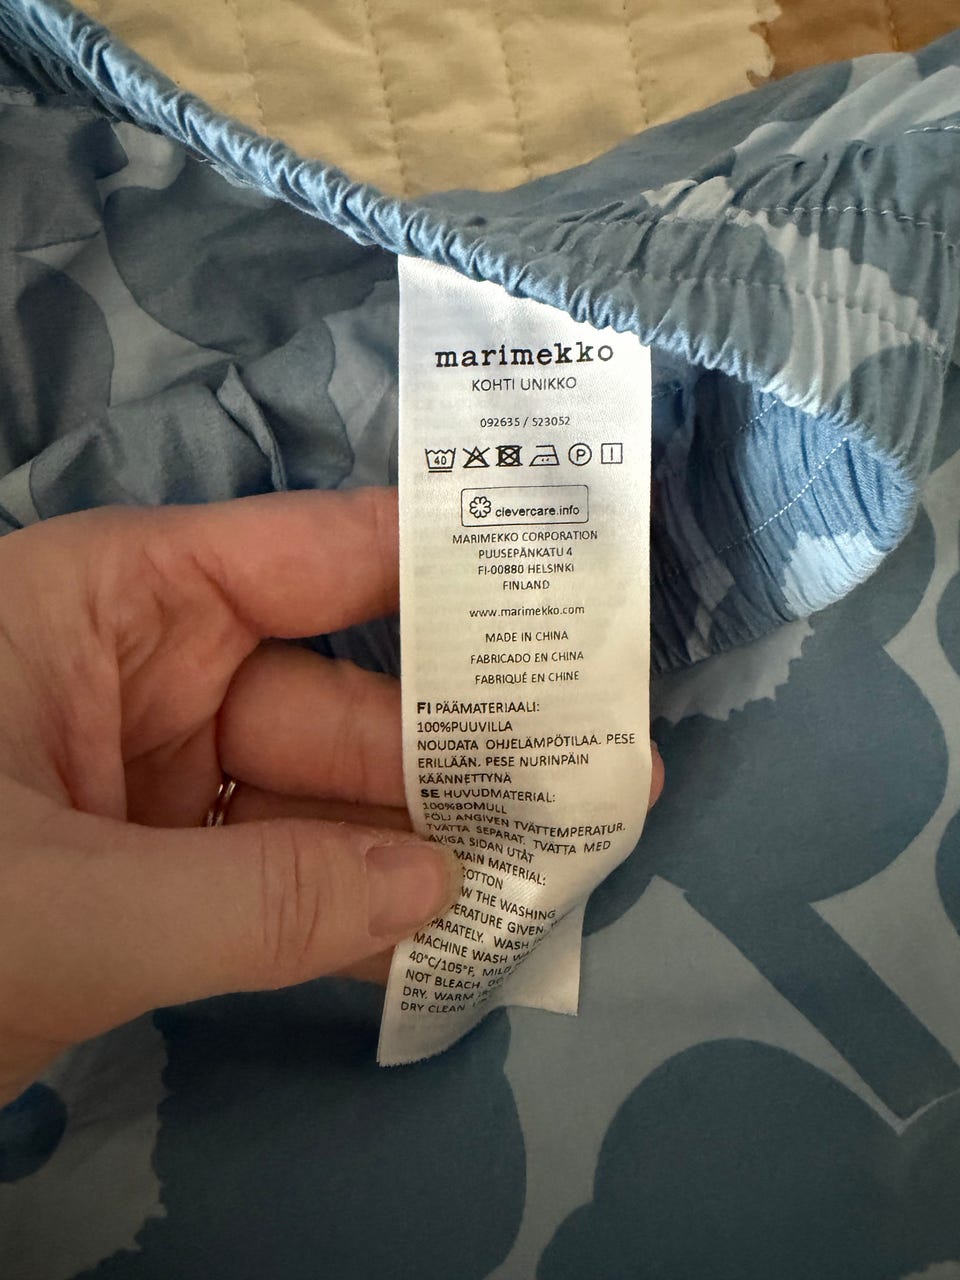 marimekko
KOHTI UNIKKO
092635 / 523052
40 P
clevercare.info
MARIMEKKO CORPORATION
PUUSEPÄNKATU 4
FI-00880 HELSINKI
FINLAND
www.marimekko.com
MADE IN CHINA
FABRICADO EN CHINA
FABRIQUÉ EN CHINE
FI PÄÄMATERIAALI:
100%PUUVILLA
NOUDATA OHJELÄMPÖTILAA. PESE
ERILLÄÄN. PESE NURINPÄIN
KÄÄNNETTYNÄ
SE HUVUDMATERIAL:
100%BOMULL
FÖLJ ANGIVEN TVÄTTEMPERATUR.
TVÄTTA SEPARAT. TVÄTTA MED
AVIGA SIDAN UTÅT
MAIN MATERIAL:
COTTON
THE WASHING
GIVEN.
WASH
MACHINE WASH
40°C/105°F, MILD
NOT BLEACH.
DRY. WARM
DRY CLEAN